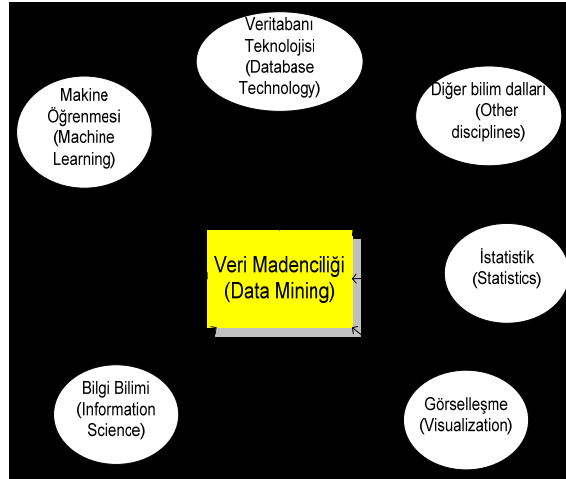 Veritabanı
Teknolojisi
(Database
Technology)
Diğer bilim dalları
(Other
disciplines)
Makine
Öğrenmesi
(Machine
Learning)
Veri Madenciliği
(Data Mining)
İstatistik
(Statistics)
Bilgi Bilimi
(Information
Science)
Görselleşme
(Visualization)